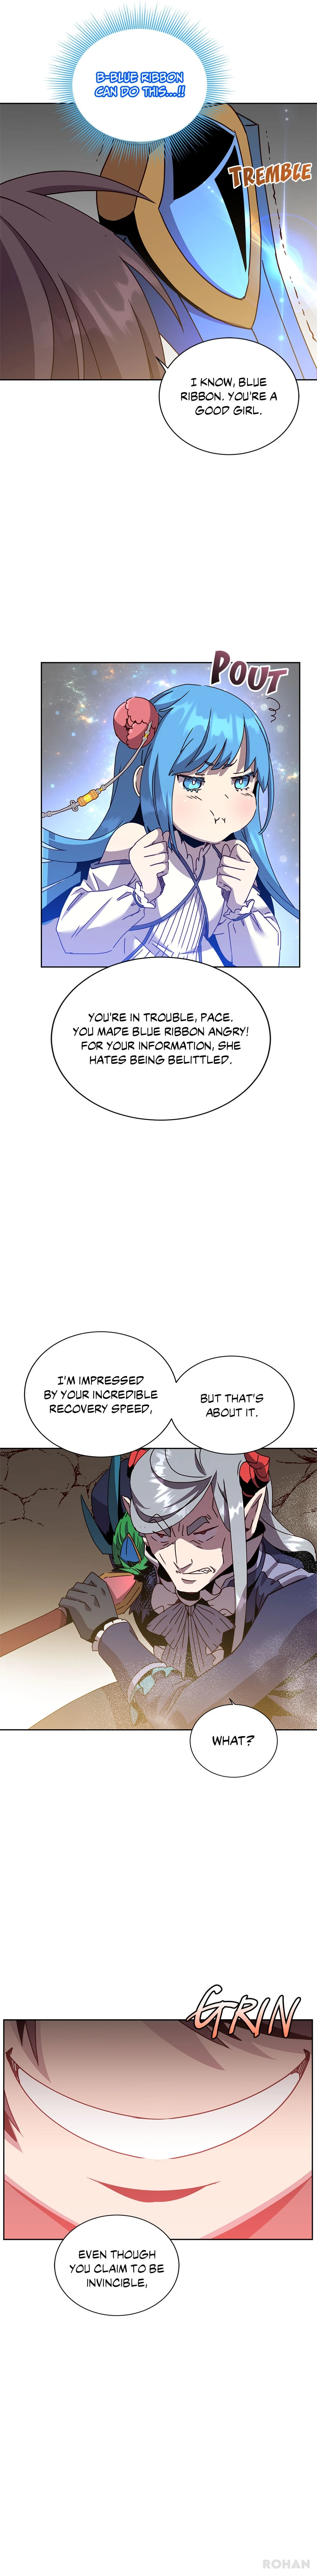 B-BLUE RIBBON
CAN DO THIS...!!
TREMBLE
I KNOW, BLUE
RIBBON. YOU'RE A
GOOD GIRL.
POUT
YOU'RE IN TROUBLE, PACE.
YOU MADE BLUE RIBBON ANGRY!
FOR YOUR INFORMATION, SHE
HATES BEING BELITTLED.
I'M IMPRESSED
BY YOUR INCREDIBLE
RECOVERY SPEED,
BUT THAT'S
ABOUT IT.
WHAT?
GRIN
EVEN THOUGH
YOU CLAIM TO BE
INVINCIBLE,
ROHAN